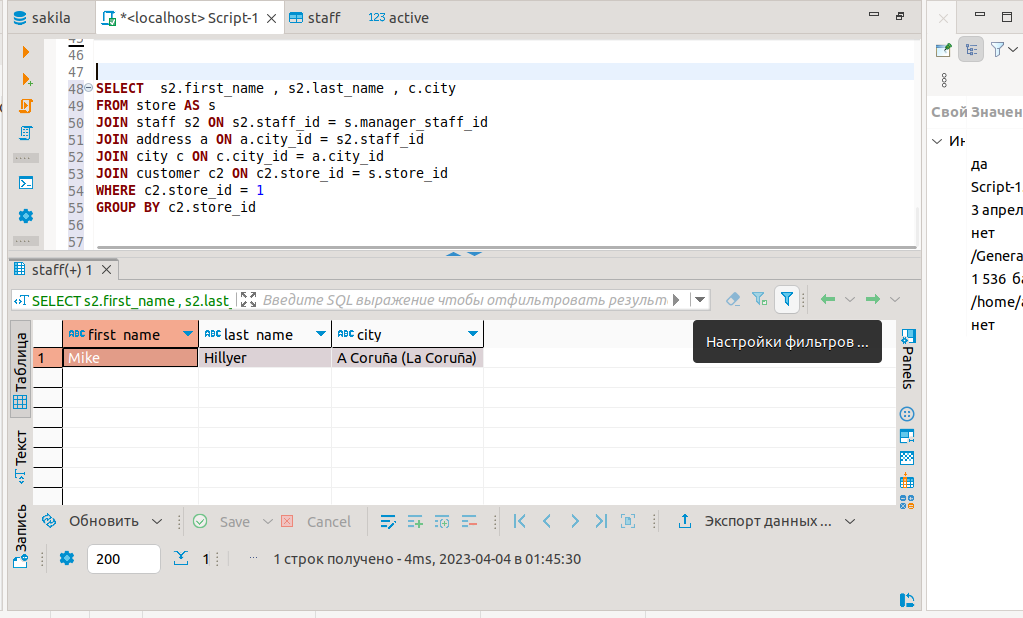 sakila
*<localhost> Script-1
staff
123 active
45
46
47
48 SELECT  s2.first_name , s2.last_name , c.city
49 FROM store AS s
50 JOIN staff s2 ON s2.staff_id = s.manager_staff_id
51 JOIN address a ON a.city_id = s2.staff_id
52 JOIN city c ON c.city_id = a.city_id
53 JOIN customer c2 ON c2.store_id = s.store_id
54 WHERE c2.store_id = 1
55 GROUP BY c2.store_id
56
57
Свой Значен
да
Script-1
3 апрел
нет
/Genera
1 536 ба
/home/a
нет
staff(+) 1
SELECT s2.first_name , s2.last_
Введите SQL выражение чтобы отфильтровать результ
Настройки фильтров ...
Таблица
Текст
Запись
ABC first_name
ABC last_name
ABC city
1 Mike Hillyer A Coruña (La Coruña)
Panels
Обновить
Save
Cancel
Экспорт данных ...
200
1
... 1 строк получено - 4ms, 2023-04-04 в 01:45:30